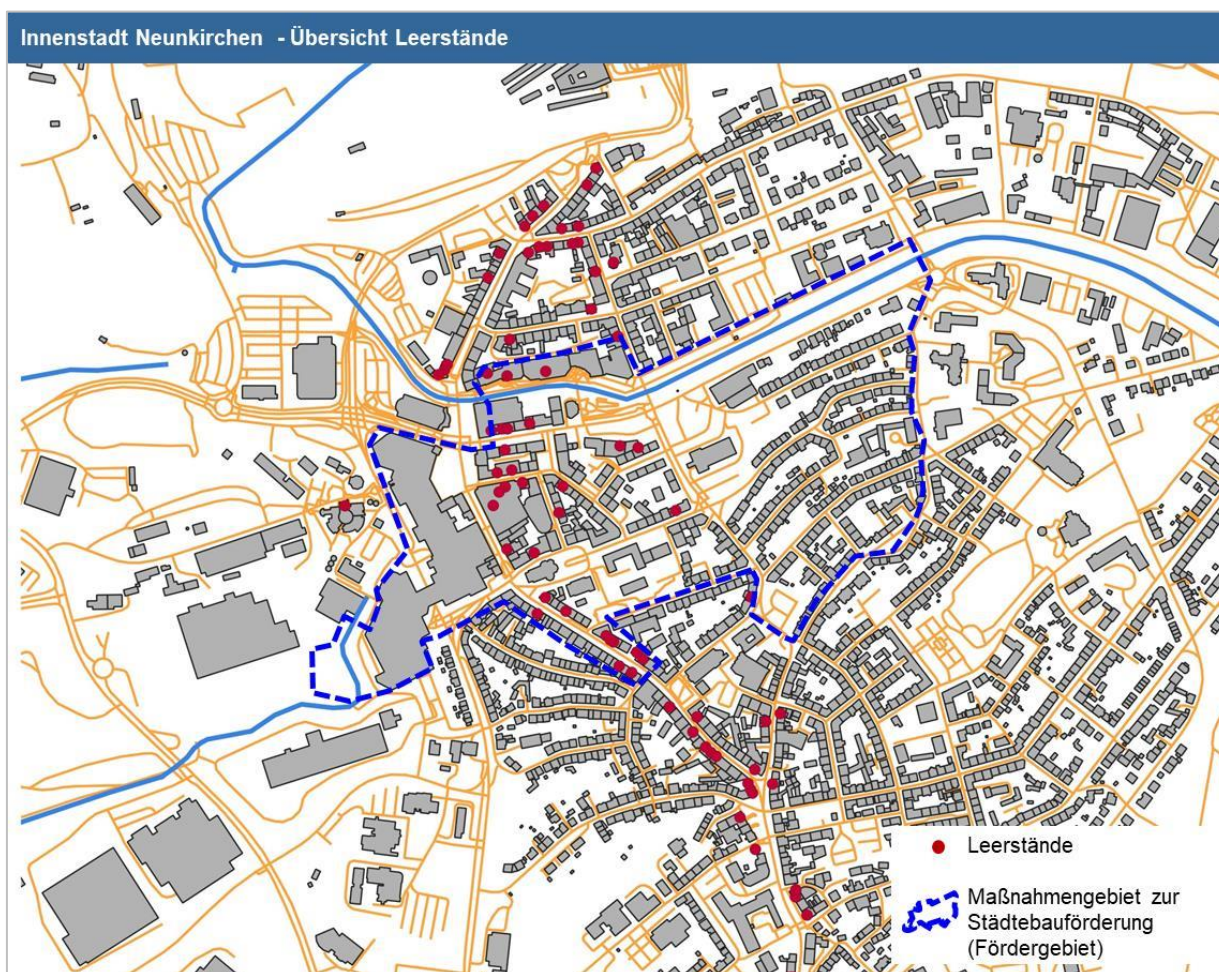 Innenstadt Neunkirchen - Übersicht Leerstände
Leerstände
Maßnahmengebiet zur
Städtebauförderung
(Fördergebiet)